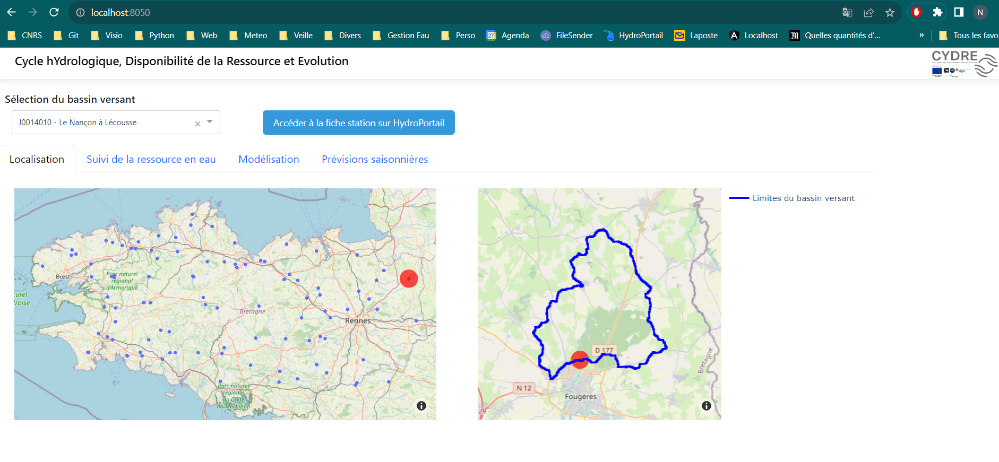 localhost:8050
N
CNRS Git Visio Python Web Meteo Veille Divers Gestion Eau Perso 27 Agenda FileSender HydroPortail Laposte Localhost Quelles quantités d'... » Tous les favo
Cycle hYdrologique, Disponibilité de la Ressource et Evolution
CYDRE
Sélection du bassin versant
J0014010 - Le Nançon à Lécousse
Accéder à la fiche station sur HydroPortail
Localisation Suivi de la ressource en eau Modélisation Prévisions saisonnières
Limites du bassin versant
Brest
Parc naturel
régional
d'Armorique
urel
roise
Bretagne
Rennes
Parc naturel
régional
du Golfe
du Morbihan
D 177
N 12
Fougères
Bretagne
29